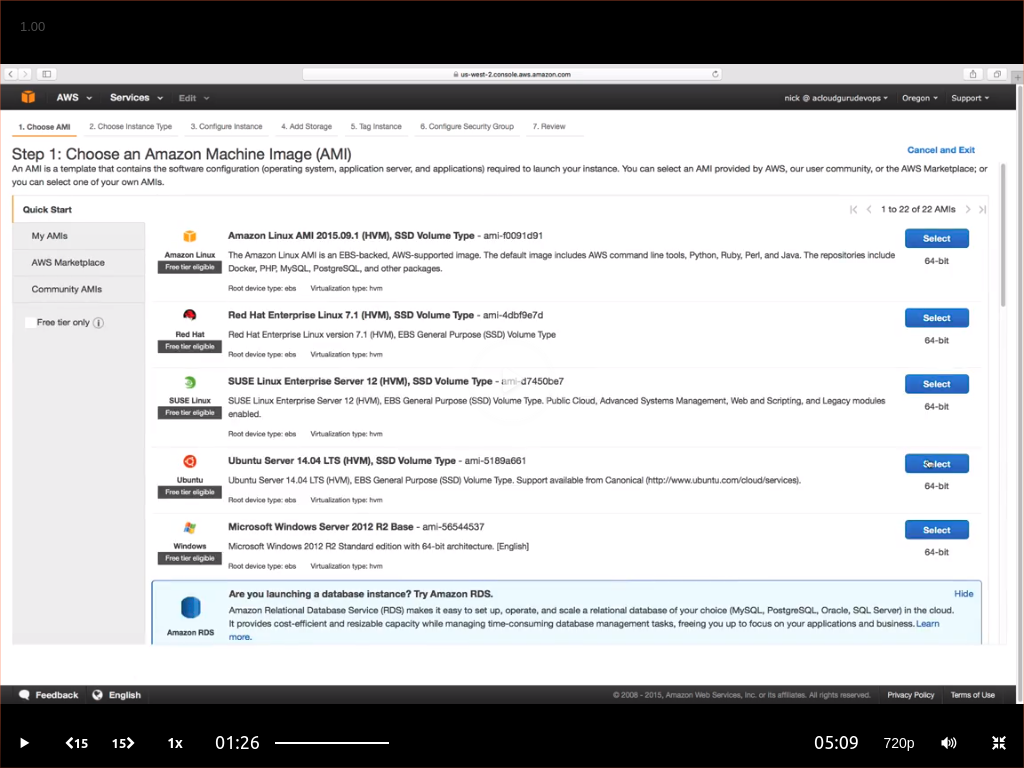 1.00
us-west-2.console.aws.amazon.com
AWS Services Edit nick @ acloudgurudevops Oregon Support
1. Choose AMI 2. Choose Instance Type 3. Configure Instance 4. Add Storage 5. Tag Instance 6. Configure Security Group 7. Review
Step 1: Choose an Amazon Machine Image (AMI)
Cancel and Exit
An AMI is a template that contains the software configuration (operating system, application server, and applications) required to launch your instance. You can select an AMI provided by AWS, our user community, or the AWS Marketplace; or
you can select one of your own AMIs.
Quick Start
1 to 22 of 22 AMIs
My AMIs
AWS Marketplace
Community AMIs
Free tier only
Amazon Linux
Free tier eligible
Amazon Linux AMI 2015.09.1 (HVM), SSD Volume Type - ami-f0091d91
The Amazon Linux AMI is an EBS-backed, AWS-supported image. The default image includes AWS command line tools, Python, Ruby, Perl, and Java. The repositories include
Docker, PHP, MySQL, PostgreSQL, and other packages.
Root device type: ebs Virtualization type: hvm
Select
64-bit
Red Hat
Free tier eligible
Red Hat Enterprise Linux 7.1 (HVM), SSD Volume Type - ami-4dbf9e7d
Red Hat Enterprise Linux version 7.1 (HVM), EBS General Purpose (SSD) Volume Type
Root device type: ebs Virtualization type: hvm
Select
64-bit
SUSE Linux
Free tier eligible
SUSE Linux Enterprise Server 12 (HVM), SSD Volume Type - ami-d7450be7
SUSE Linux Enterprise Server 12 (HVM), EBS General Purpose (SSD) Volume Type. Public Cloud, Advanced Systems Management, Web and Scripting, and Legacy modules
enabled.
Root device type: ebs Virtualization type: hvm
Select
64-bit
Ubuntu
Free tier eligible
Ubuntu Server 14.04 LTS (HVM), SSD Volume Type - ami-5189a661
Ubuntu Server 14.04 LTS (HVM), EBS General Purpose (SSD) Volume Type. Support available from Canonical (http://www.ubuntu.com/cloud/services).
Root device type: ebs Virtualization type: hvm
Select
64-bit
Windows
Free tier eligible
Microsoft Windows Server 2012 R2 Base - ami-56544537
Microsoft Windows 2012 R2 Standard edition with 64-bit architecture. [English]
Root device type: ebs Virtualization type: hvm
Select
64-bit
Amazon RDS
Are you launching a database instance? Try Amazon RDS.
Hide
Amazon Relational Database Service (RDS) makes it easy to set up, operate, and scale a relational database of your choice (MySQL, PostgreSQL, Oracle, SQL Server) in the cloud.
It provides cost-efficient and resizable capacity while managing time-consuming database management tasks, freeing you up to focus on your applications and business. Learn
more.
Feedback English © 2008 - 2015, Amazon Web Services, Inc. or its affiliates. All rights reserved. Privacy Policy Terms of Use
15 15 1x 01:26 05:09 720p